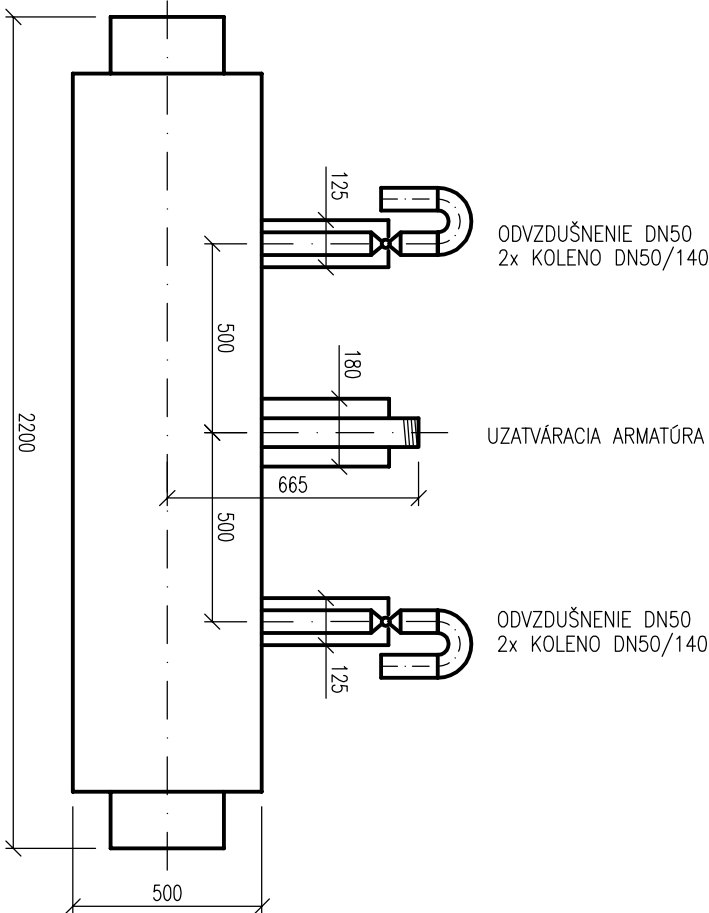 125
ODVZDUŠNENIE DN50
2x KOLENO DN50/140
500
180
2200
UZATVÁRACIA ARMATÚRA
665
500
ODVZDUŠNENIE DN50
2x KOLENO DN50/140
125
500